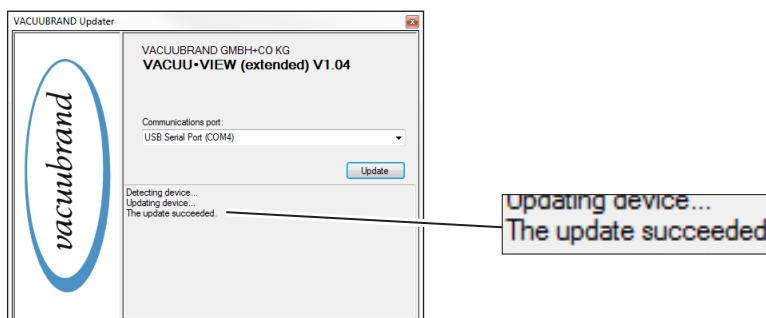 VACUUBRAND Updater
vacuubrand
VACUUBRAND GMBH+CO KG
VACUU•VIEW (extended) V1.04
Communications port:
USB Serial Port (COM4)
Update
Detecting device...
Updating device...
The update succeeded.
Updating device...
The update succeeded